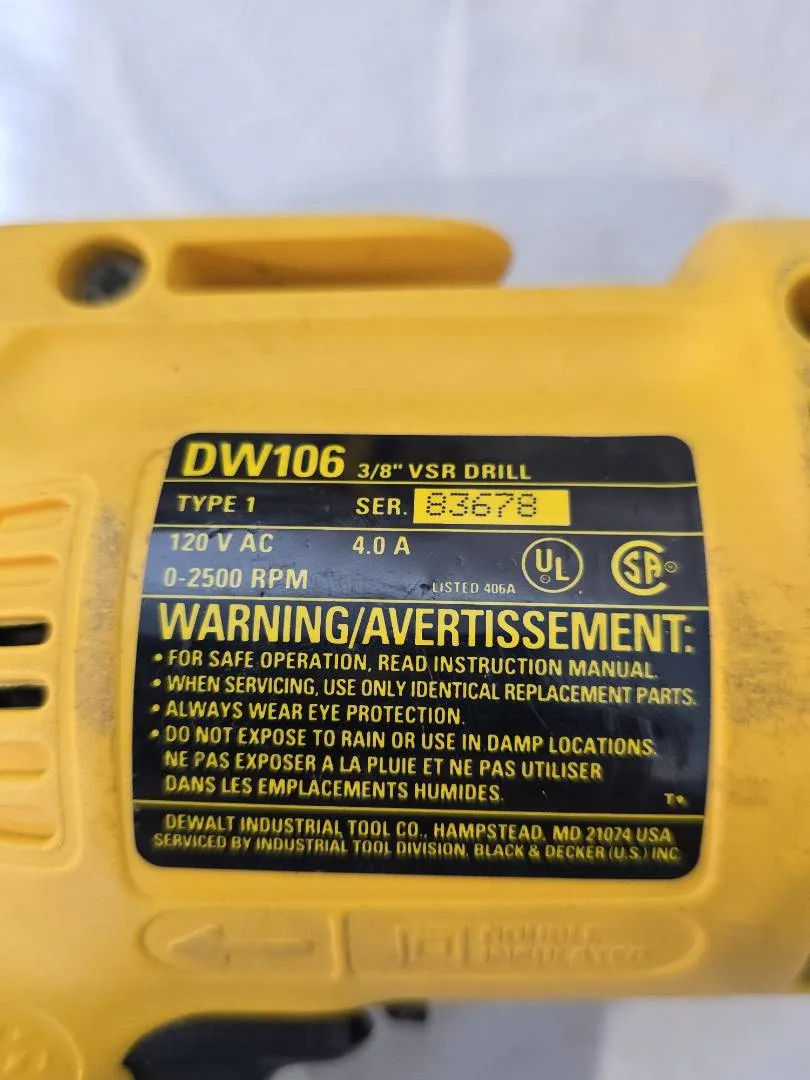 DW106 3/8" VSR DRILL
TYPE 1 SER. 83678
120 V AC 4.0 A
0-2500 RPM LISTED 406A UL SA
WARNING/AVERTISSEMENT:
• FOR SAFE OPERATION, READ INSTRUCTION MANUAL.
• WHEN SERVICING, USE ONLY IDENTICAL REPLACEMENT PARTS.
• ALWAYS WEAR EYE PROTECTION.
• DO NOT EXPOSE TO RAIN OR USE IN DAMP LOCATIONS.
NE PAS EXPOSER A LA PLUIE ET NE PAS UTILISER
DANS LES EMPLACEMENTS HUMIDES.
DEWALT INDUSTRIAL TOOL CO., HAMPSTEAD, MD 21074 USA
SERVICED BY INDUSTRIAL TOOL DIVISION, BLACK & DECKER (U.S.) INC.
DOUBLE
INSULATED